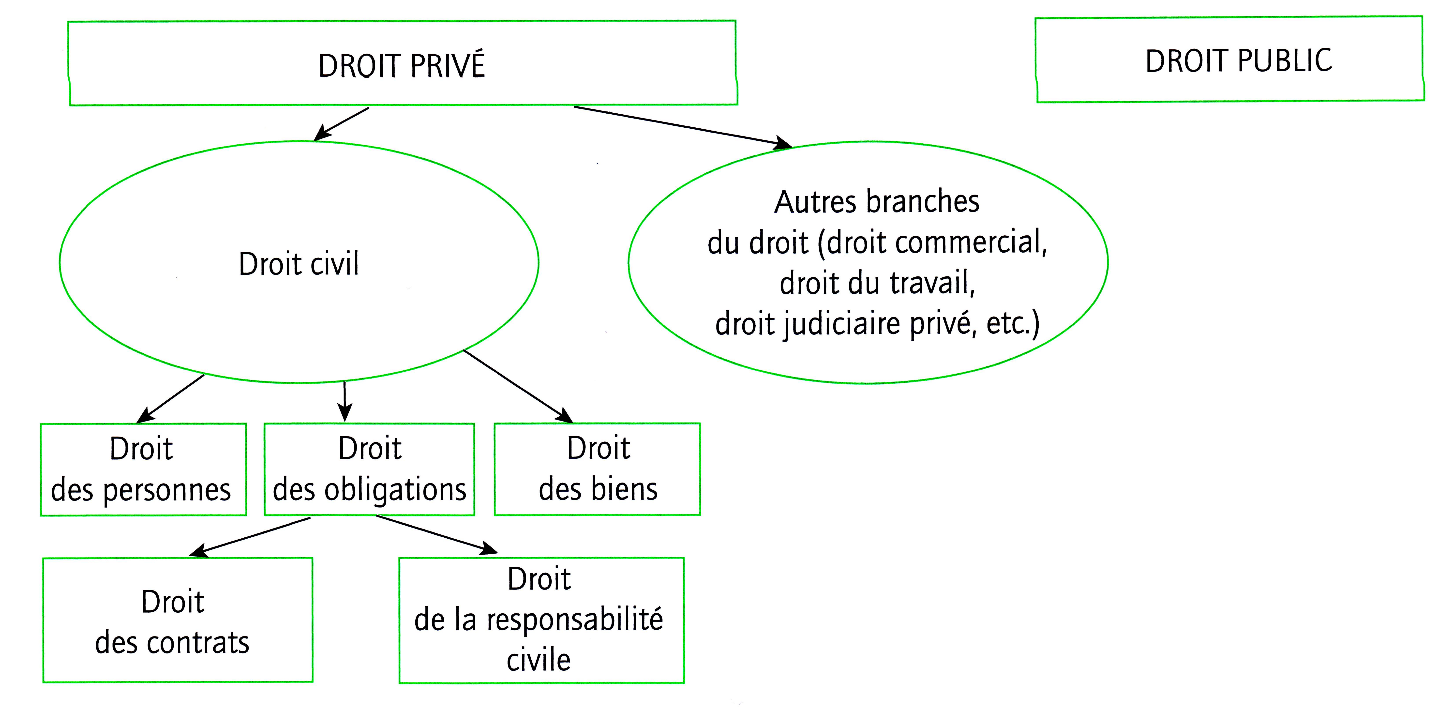 DROIT PRIVÉ
DROIT PUBLIC
Droit civil
Autres branches
du droit (droit commercial,
droit du travail,
droit judiciaire privé, etc.)
Droit
des personnes
Droit
des obligations
Droit
des biens
Droit
des contrats
Droit
de la responsabilité
civile